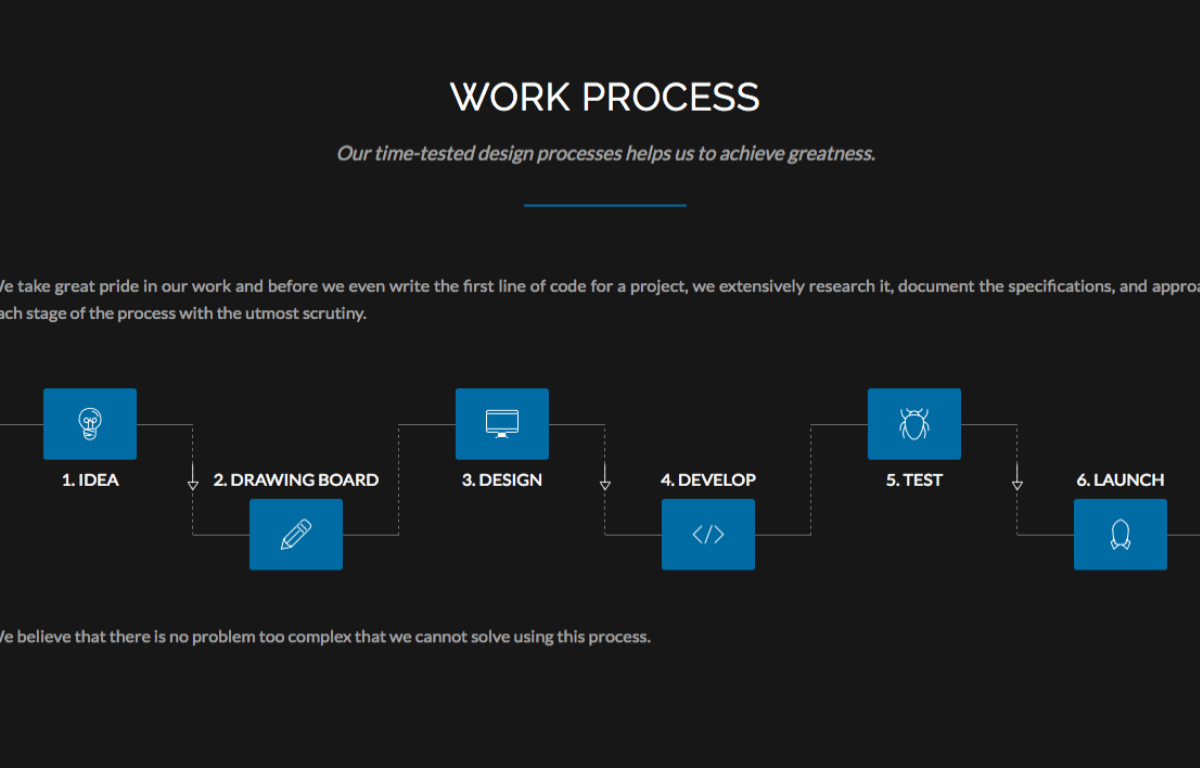 WORK PROCESS
Our time-tested design processes helps us to achieve greatness.
take great pride in our work and before we even write the first line of code for a project, we extensively research it, document the specifications, and
stage of the process with the utmost scrutiny.
1. IDEA
2. DRAWING BOARD
3. DESIGN
4. DEVELOP
5. TEST
6. LAUNCH
believe that there is no problem too complex that we cannot solve using this process.